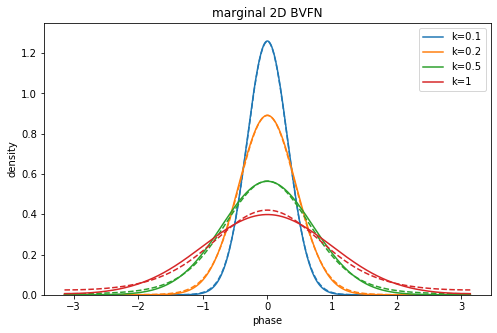 marginal 2D BVFN
k=0.1
k=0.2
k=0.5
k=1
density
1.2
1.0
0.8
0.6
0.4
0.2
0.0
−3 −2 −1 0 1 2 3
phase